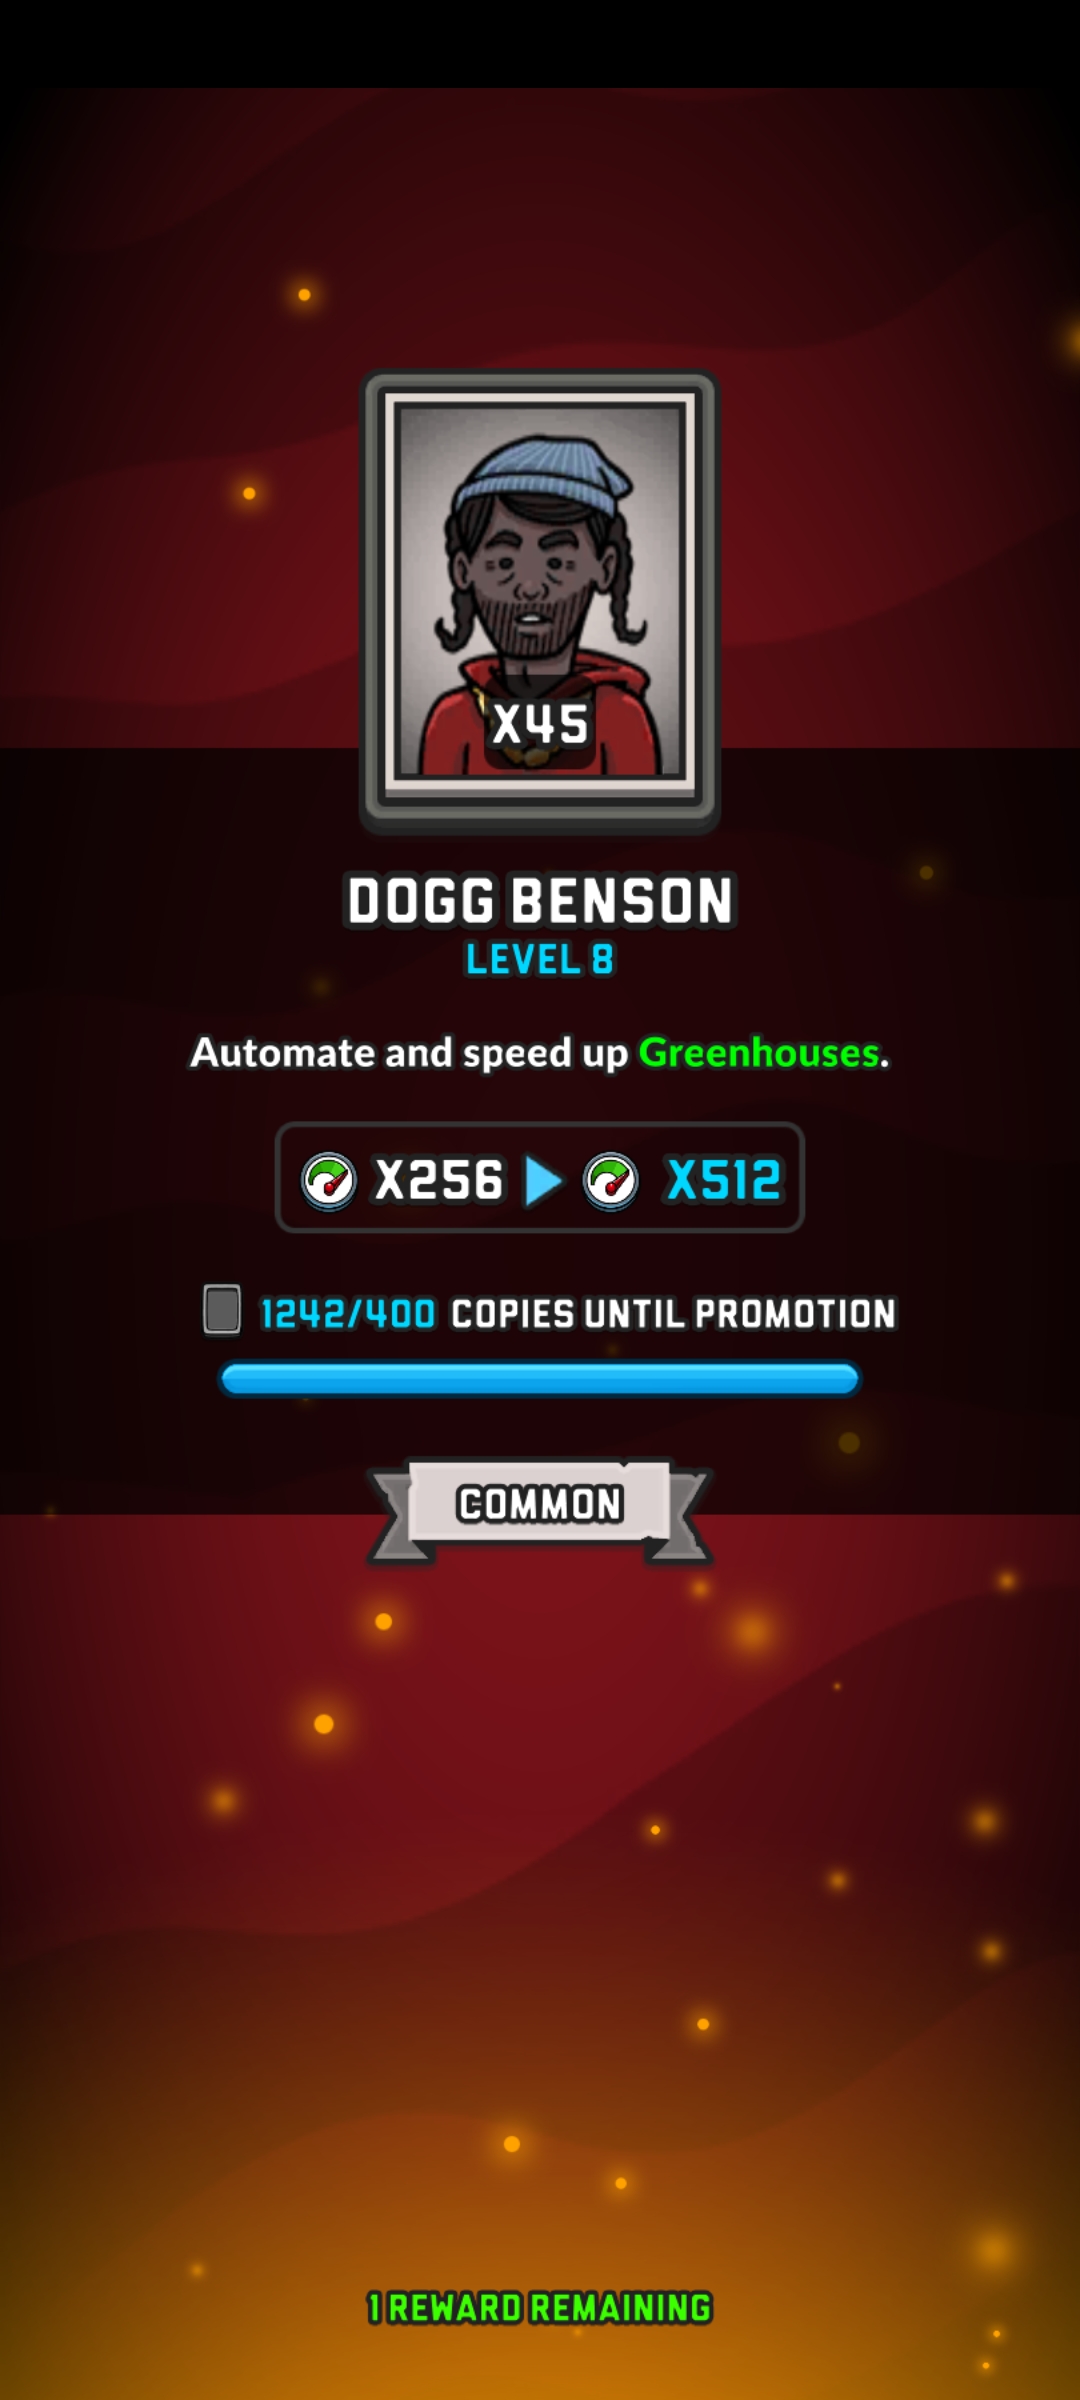 X45
DOGG BENSON
LEVEL 8
Automate and speed up Greenhouses.
X256 X512
1242/400 COPIES UNTIL PROMOTION
COMMON
1 REWARD REMAINING